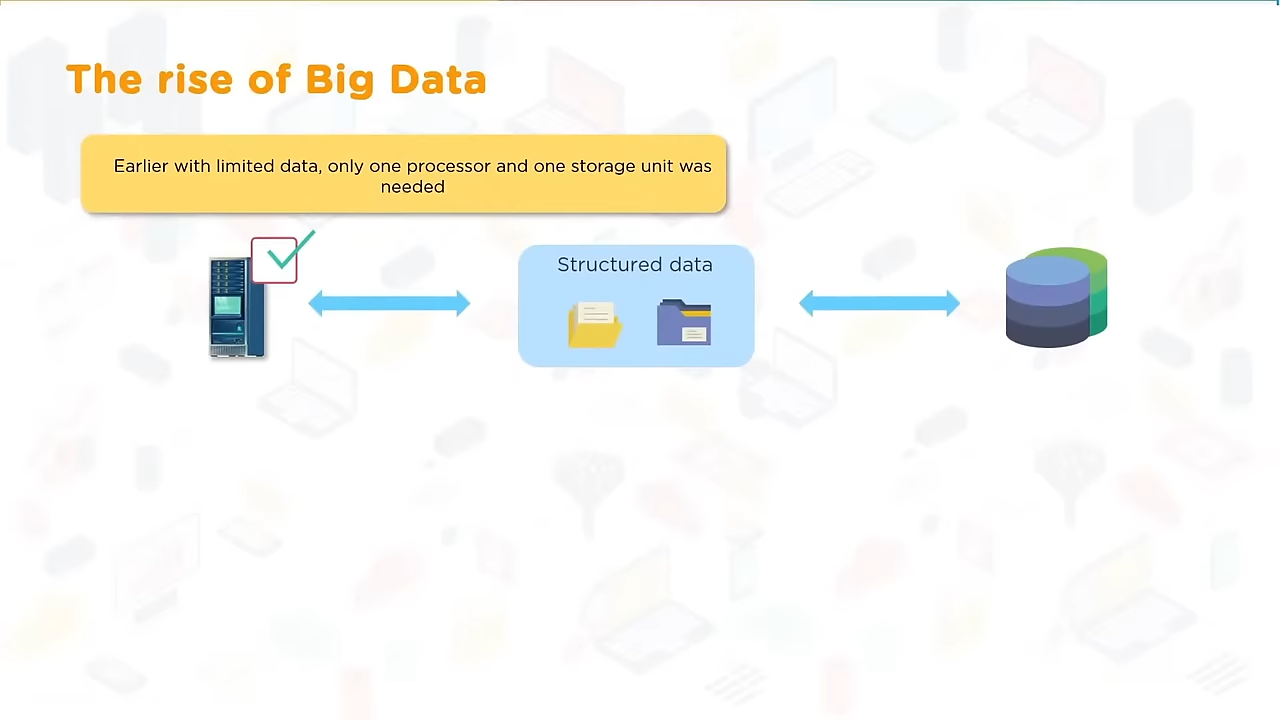 The rise of Big Data
Earlier with limited data, only one processor and one storage unit was
needed
Structured data